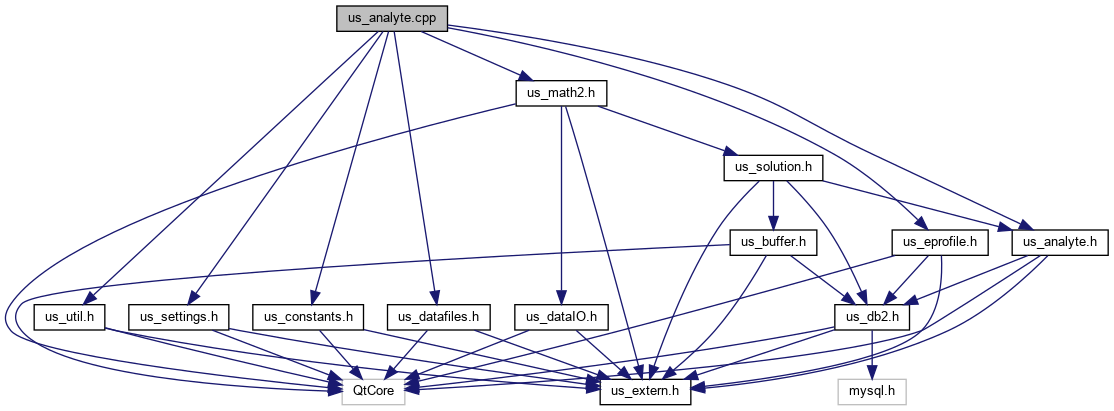 us_analyte.cpp
us_math2.h
us_solution.h
us_buffer.h
us_eprofile.h
us_analyte.h
us_util.h
us_settings.h
us_constants.h
us_datafiles.h
us_dataIO.h
us_db2.h
QtCore
us_extern.h
mysql.h